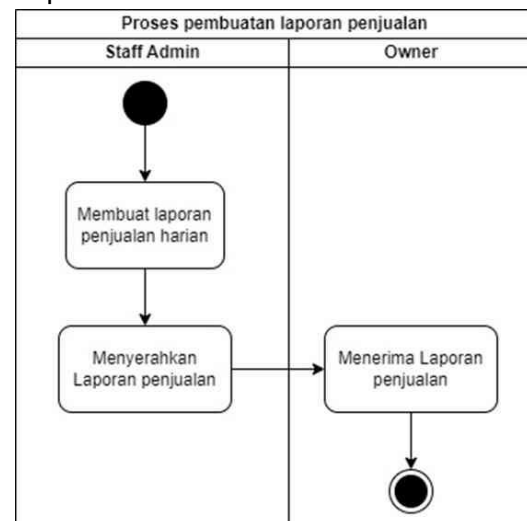 Proses pembuatan laporan penjualan
Staff Admin
Owner
Membuat laporan
penjualan harian
Menyerahkan
Laporan penjualan
Menerima Laporan
penjualan